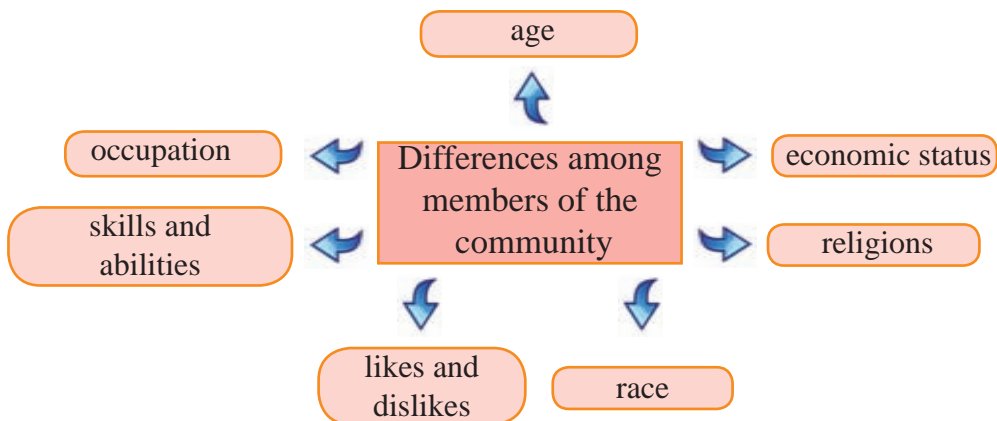 age
occupation
Differences among
members of the
community
economic status
skills and
abilities
religions
likes and
dislikes
race